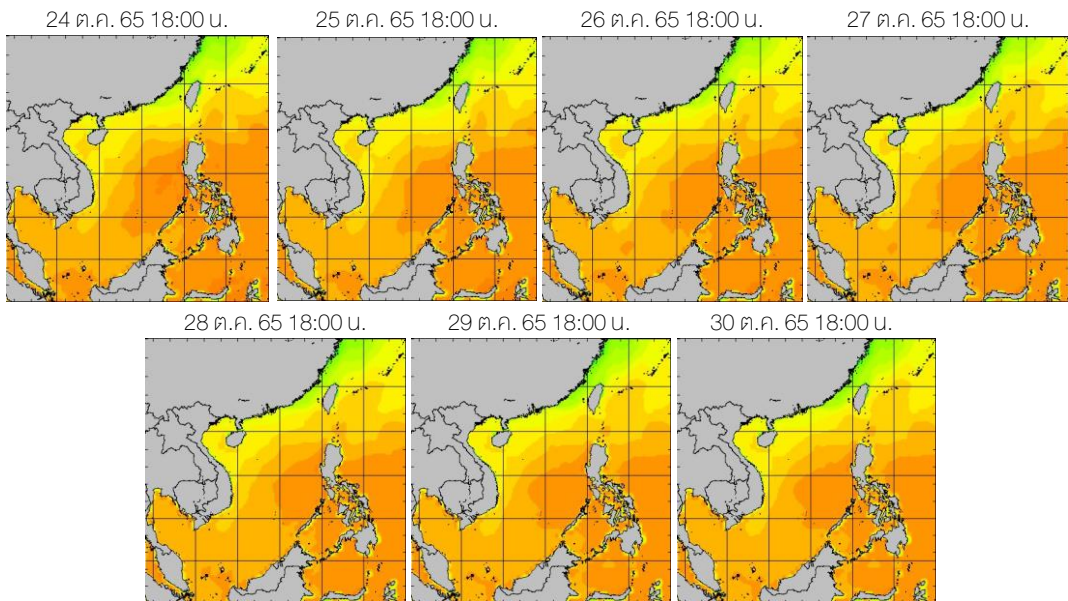 24 ต.ค. 65 18:00 น.
25 ต.ค. 65 18:00 น.
26 ต.ค. 65 18:00 น.
27 ต.ค. 65 18:00 น.
28 ต.ค. 65 18:00 น.
29 ต.ค. 65 18:00 น.
30 ต.ค. 65 18:00 น.